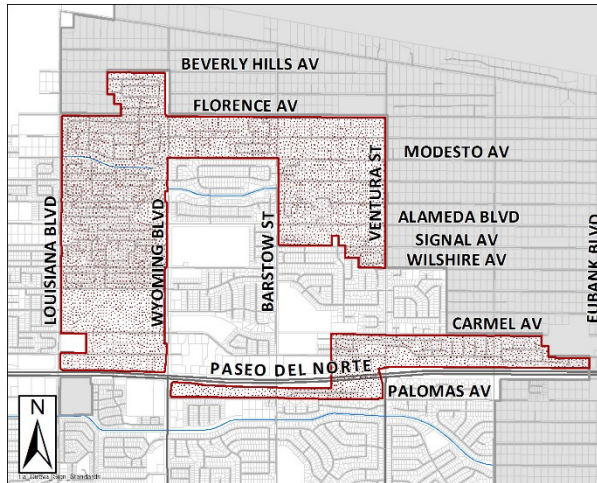 BEVERLY HILLS AV
FLORENCE AV
MODESTO AV
LOUISIANA BLVD
WYOMING BLVD
BARSTOW ST
VENTURA ST
ALAMEDA BLVD
SIGNAL AV
WILSHIRE AV
EUBANK BLVD
CARMEL AV
PASEO DEL NORTE
PALOMAS AV
N